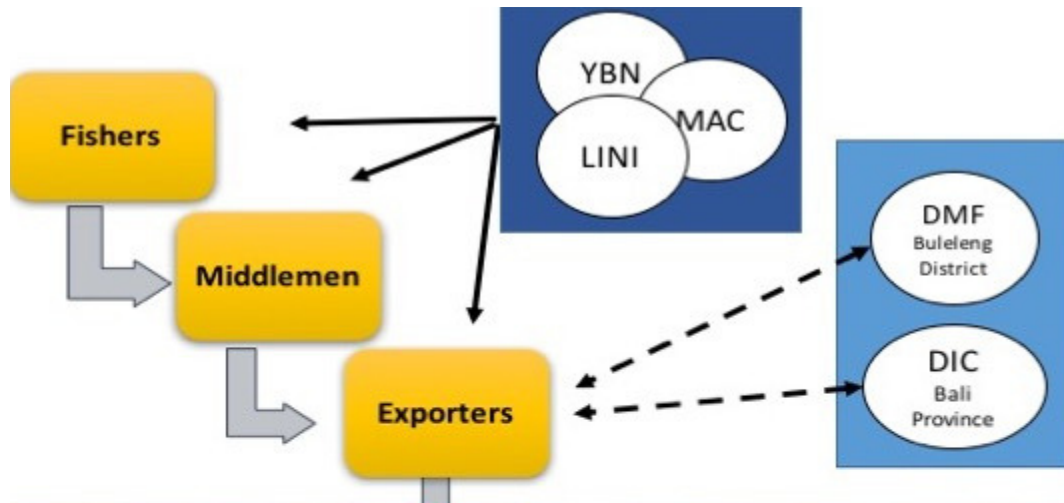 YBN
MAC
LINI
Fishers
Middlemen
Exporters
DMF
Buleleng
District
DIC
Bali
Province